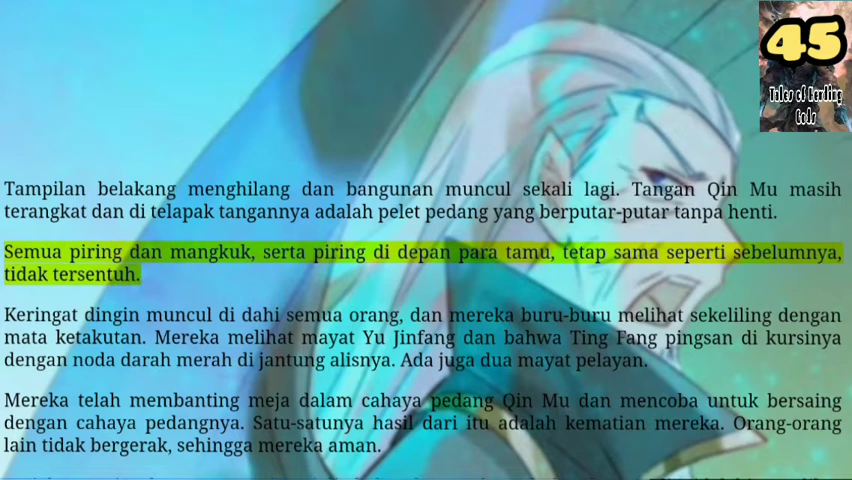 45
Tales of Herding
Gods
Tampilan belakang menghilang dan bangunan muncul sekali lagi. Tangan Qin Mu masih
terangkat dan di telapak tangannya adalah pelet pedang yang berputar-putar tanpa henti.
Semua piring dan mangkuk, serta piring di depan para tamu, tetap sama seperti sebelumnya,
tidak tersentuh.
Keringat dingin muncul di dahi semua orang, dan mereka buru-buru melihat sekeliling dengan
mata ketakutan. Mereka melihat mayat Yu Jinfang dan bahwa Ting Fang pingsan di kursinya
dengan noda darah merah di jantung alisnya. Ada juga dua mayat pelayan.
Mereka telah membanting meja dalam cahaya pedang Qin Mu dan mencoba untuk bersaing
dengan cahaya pedangnya. Satu-satunya hasil dari itu adalah kematian mereka. Orang-orang
lain tidak bergerak, sehingga mereka aman.